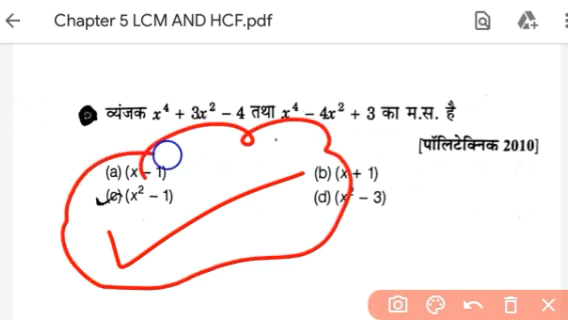 Chapter 5 LCM AND HCF.pdf
व्यंजक x⁴ + 3x² – 4 तथा x⁴ – 4x² + 3 का म.स. है
[पॉलिटेक्निक 2010]
(a) (x – 1) (b) (x + 1)
(c) (x² – 1) (d) (x² – 3)